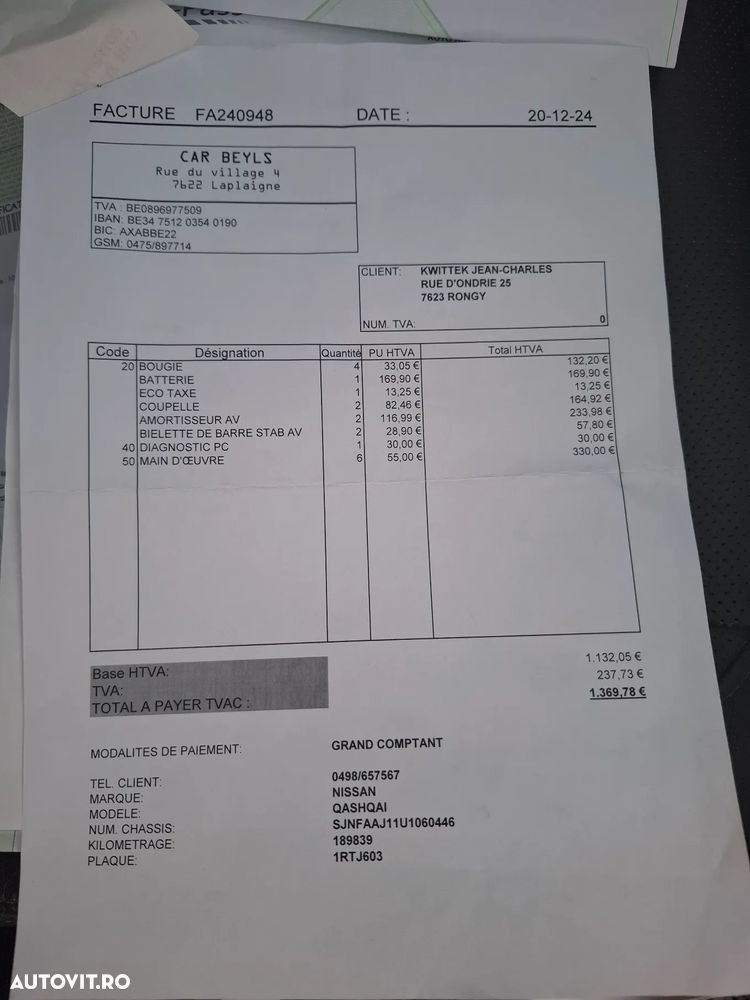 FACTURE FA240948 DATE : 20-12-24
CAR BEYLS
Rue du village 4
7622 Laplaigne
TVA : BE0896977509
IBAN: BE34 7512 0354 0190
BIC: AXABBE22
GSM: 0475/897714
CLIENT: KWITTEK JEAN-CHARLES
RUE D'ONDRIE 25
7623 RONGY
NUM. TVA: 0
Code Désignation Quantité PU HTVA Total HTVA
20 BOUGIE 4 33,05 € 132,20 €
BATTERIE 1 169,90 € 169,90 €
ECO TAXE 1 13,25 € 13,25 €
COUPELLE 2 82,46 € 164,92 €
AMORTISSEUR AV 2 116,99 € 233,98 €
BIELETTE DE BARRE STAB AV 2 28,90 € 57,80 €
40 DIAGNOSTIC PC 1 30,00 € 30,00 €
50 MAIN D'ŒUVRE 6 55,00 € 330,00 €
Base HTVA: 1.132,05 €
TVA: 237,73 €
TOTAL A PAYER TVAC : 1.369,78 €
MODALITES DE PAIEMENT: GRAND COMPTANT
TEL. CLIENT: 0498/657567
MARQUE: NISSAN
MODELE: QASHQAI
NUM. CHASSIS: SJNFAAJ11U1060446
KILOMETRAGE: 189839
PLAQUE: 1RTJ603
AUTOVIT.RO